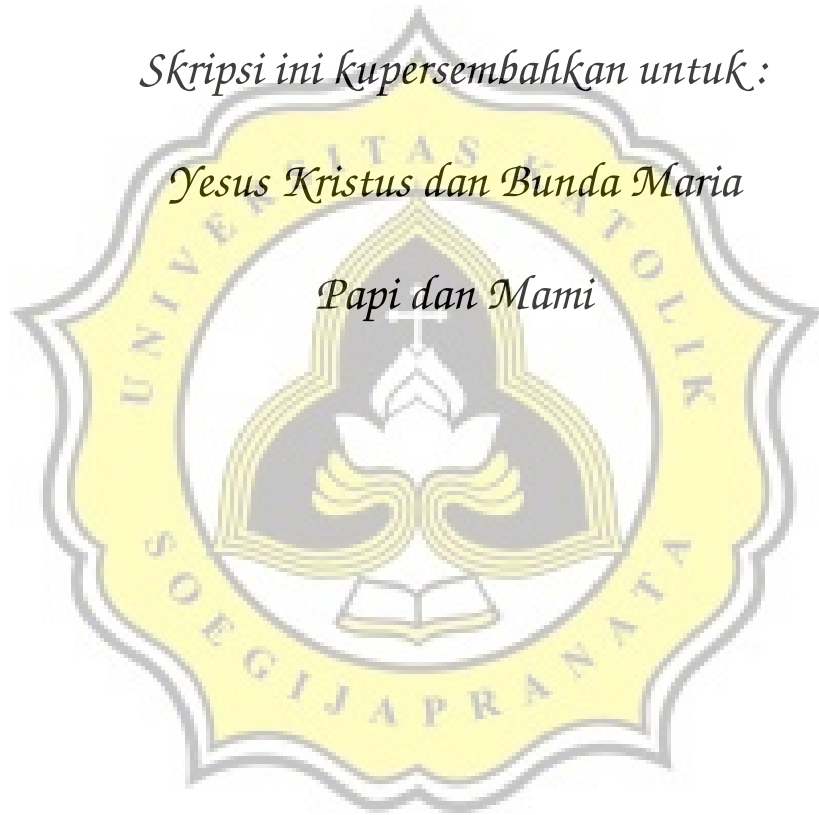 Skripsi ini kupersembahkan untuk :
Yesus Kristus dan Bunda Maria
Papi dan Mami
UNIVERSITAS KATOLIK
SOEGIJAPRANATA